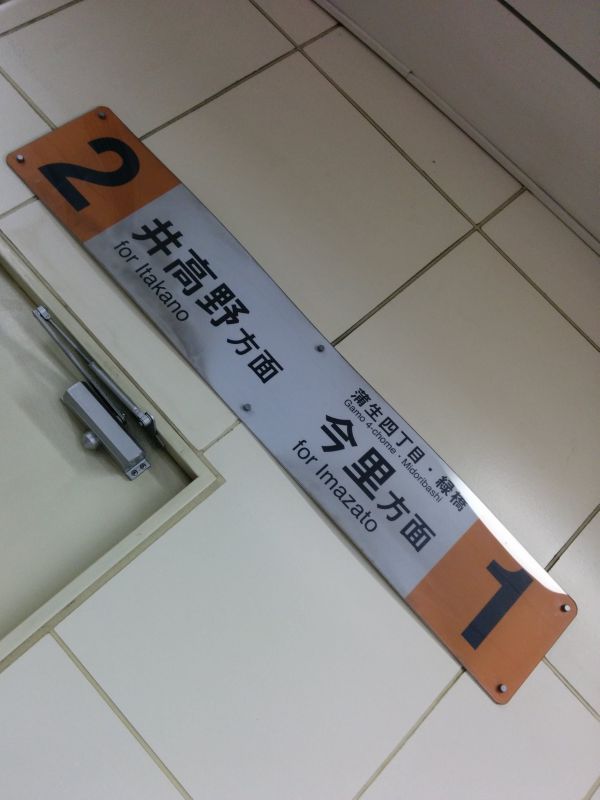 2
井高野方面
for Itakano
蒲生四丁目・緑橋
Gamo 4-chome・Midoribashi
今里方面
for Imazato
1